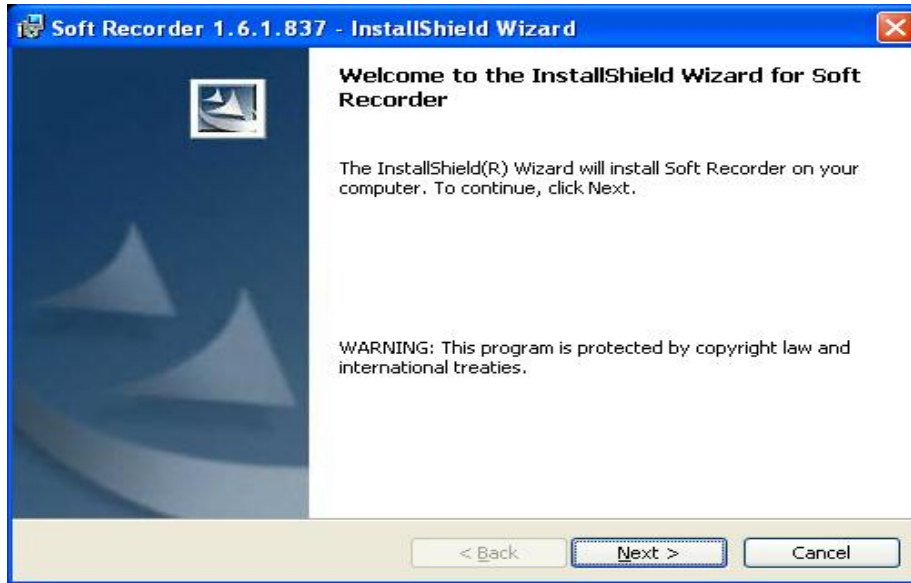 Soft Recorder 1.6.1.837 - InstallShield Wizard
Welcome to the InstallShield Wizard for Soft
Recorder
The InstallShield(R) Wizard will install Soft Recorder on your
computer. To continue, click Next.
WARNING: This program is protected by copyright law and
international treaties.
< Back Next > Cancel